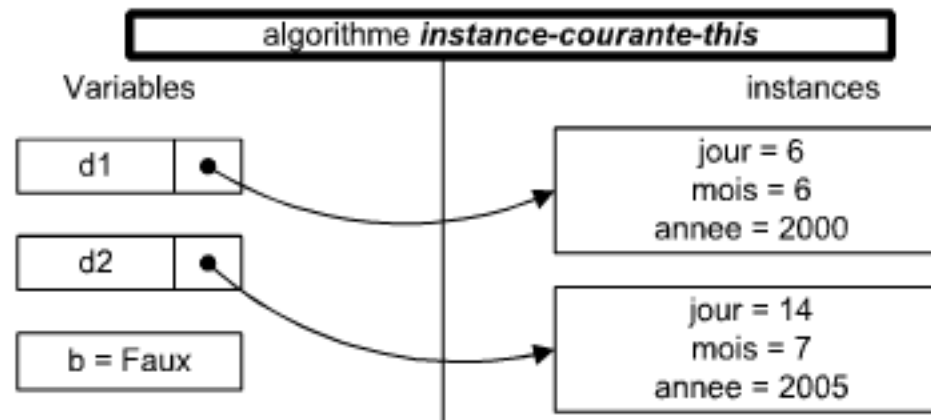 algorithme instance-courante-this
Variables
instances
d1
jour = 6
mois = 6
annee = 2000
d2
jour = 14
mois = 7
annee = 2005
b = Faux